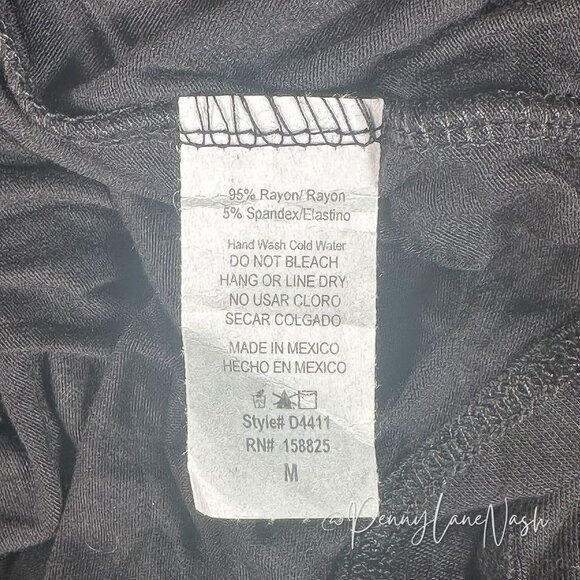 95% Rayon/ Rayón
5% Spandex/Elastino
Hand Wash Cold Water
DO NOT BLEACH
HANG OR LINE DRY
NO USAR CLORO
SECAR COLGADO
MADE IN MEXICO
HECHO EN MEXICO
Style# D4411
RN# 158825
M
@PennyLaneNash